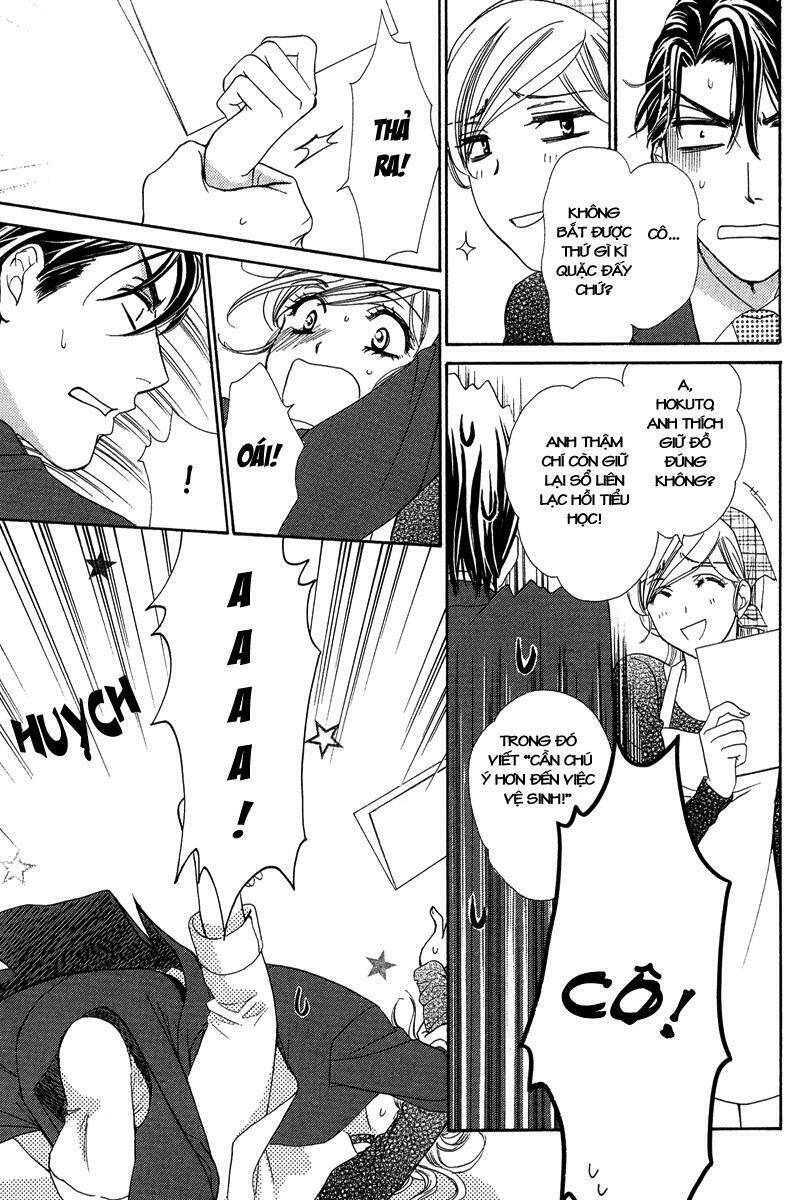 CÔ...
KHÔNG
BẮT ĐƯỢC
THỨ GÌ KÌ
QUẶC ĐẤY
CHỨ?
A,
HOKUTO,
ANH THÍCH
GIỮ ĐỒ
ĐÚNG
KHÔNG?
ANH THẬM
CHÍ CÒN GIỮ
LẠI SỔ LIÊN
LẠC HỒI TIỂU
HỌC!
TRONG ĐÓ
VIẾT “CẦN CHÚ
Ý HƠN ĐẾN VIỆC
VỆ SINH!”
CÔ!
THẢ
RA!
OÁI!
!
A
A
A
A
A
!
HUỴCH